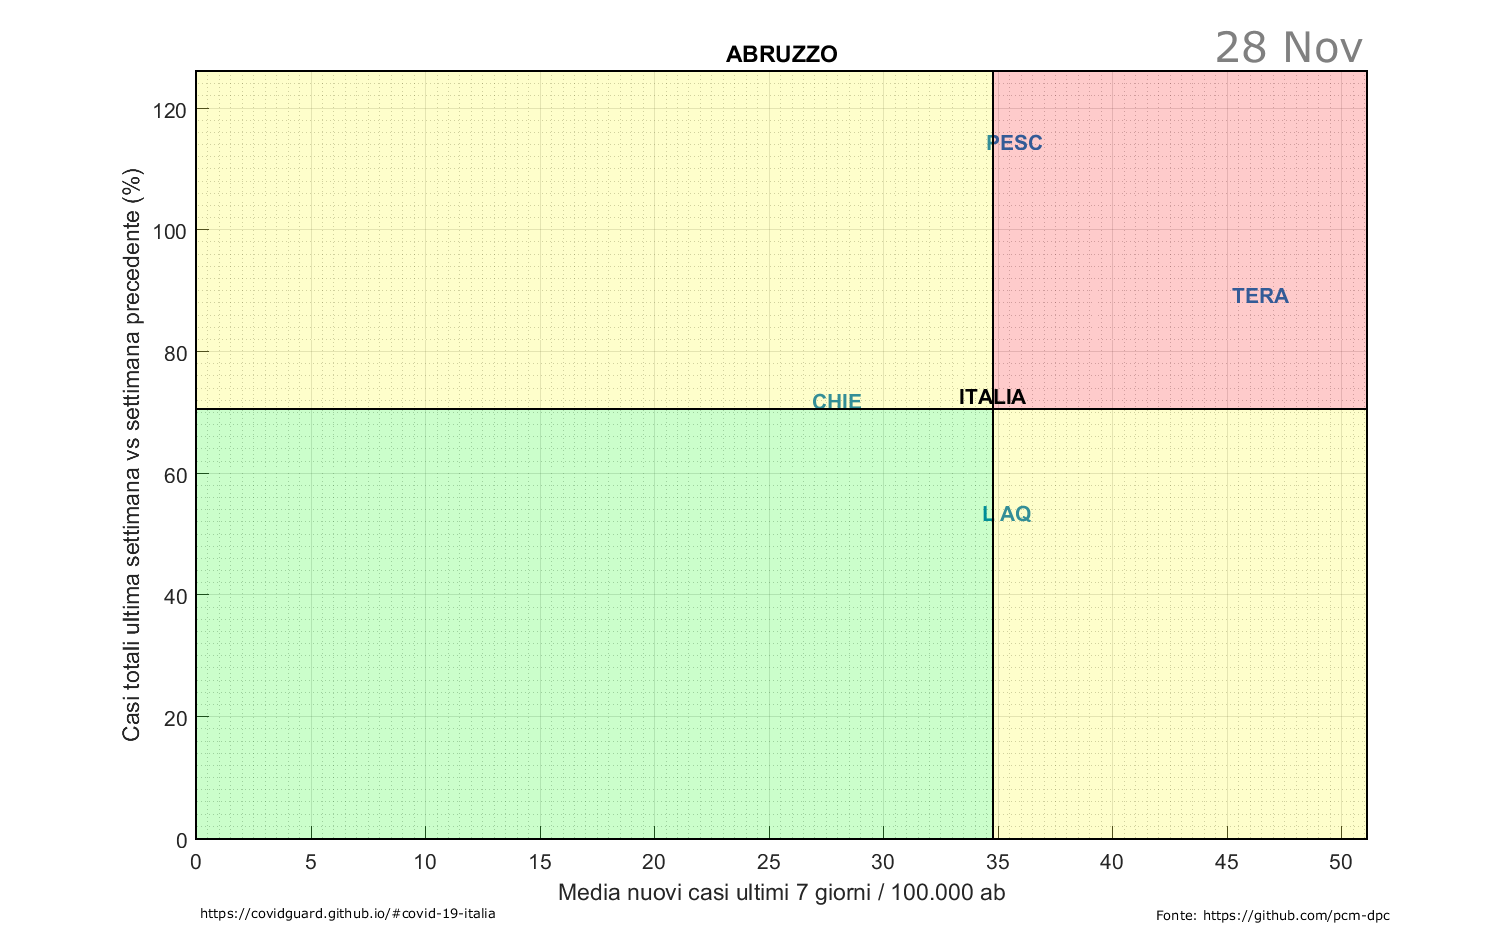 ABRUZZO
28 Nov
Casi totali ultima settimana vs settimana precedente (%)
120
100
80
60
40
20
0
PESC
TERA
ITALIA
CHIE
L AQ
0 5 10 15 20 25 30 35 40 45 50
Media nuovi casi ultimi 7 giorni / 100.000 ab
https://covidguard.github.io/#covid-19-italia
Fonte: https://github.com/pcm-dpc